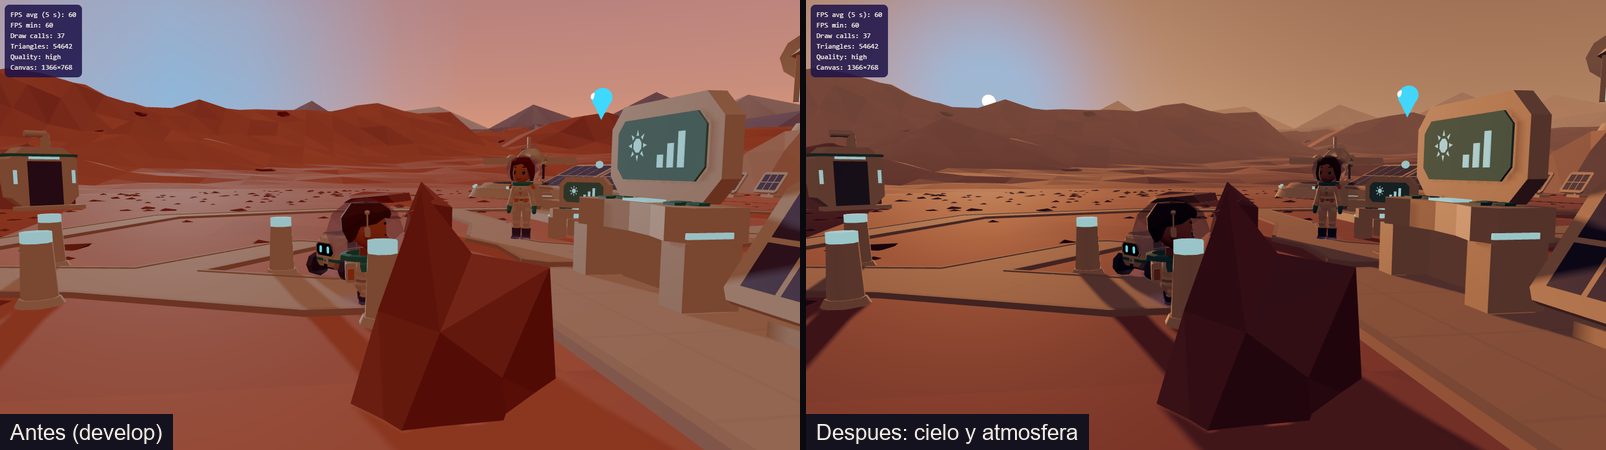 FPS avg (5 s): 60
FPS min: 60
Draw calls: 37
Triangles: 54642
Quality: high
Canvas: 1366×768
Antes (develop)
FPS avg (5 s): 60
FPS min: 60
Draw calls: 37
Triangles: 54642
Quality: high
Canvas: 1366×768
Despues: cielo y atmosfera